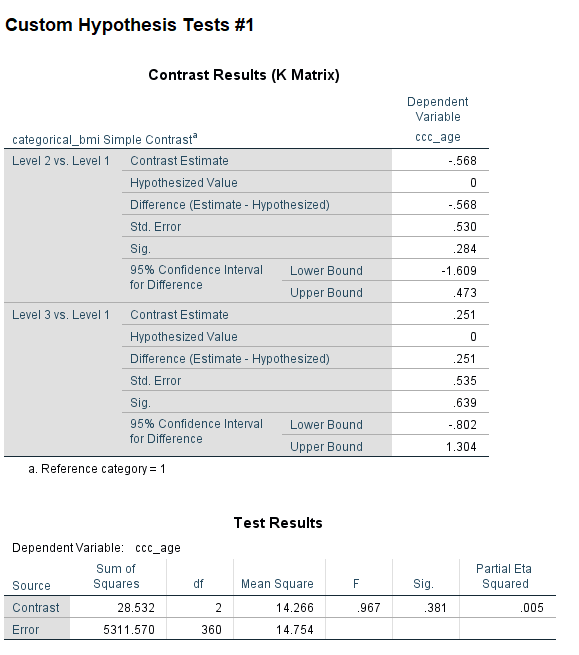 Custom Hypothesis Tests #1
Contrast Results (K Matrix)
Dependent
Variable
categorical_bmi Simple Contrastᵃ ccc_age
Level 2 vs. Level 1 Contrast Estimate -.568
Hypothesized Value 0
Difference (Estimate - Hypothesized) -.568
Std. Error .530
Sig. .284
95% Confidence Interval for Difference Lower Bound -1.609
Upper Bound .473
Level 3 vs. Level 1 Contrast Estimate .251
Hypothesized Value 0
Difference (Estimate - Hypothesized) .251
Std. Error .535
Sig. .639
95% Confidence Interval for Difference Lower Bound -.802
Upper Bound 1.304
a. Reference category = 1
Test Results
Dependent Variable: ccc_age
Source Sum of Squares df Mean Square F Sig. Partial Eta Squared
Contrast 28.532 2 14.266 .967 .381 .005
Error 5311.570 360 14.754